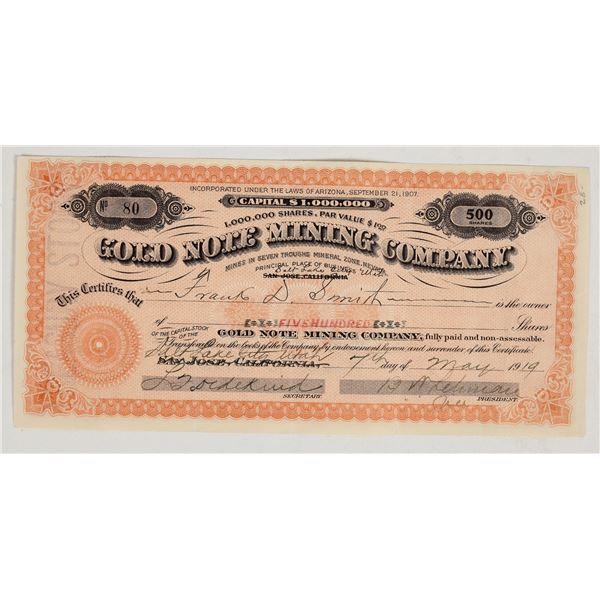 INCORPORATED UNDER THE LAWS OF ARIZONA, SEPTEMBER 21, 1907.
CAPITAL $1,000,000
No 80
500 SHARES
1,000,000 SHARES, PAR VALUE $1.00
GOLD NOTE MINING COMPANY
MINES IN SEVEN TROUGHS MINERAL ZONE, NEVADA
PRINCIPAL PLACE OF BUSINESS
Salt Lake City, Utah
SAN JOSE, CALIFORNIA
This Certifies that Frank D. Smith is the owner
of FIVE HUNDRED Shares
OF THE CAPITAL STOCK OF THE GOLD NOTE MINING COMPANY, fully paid and non-assessable.
Transferable on the books of the Company by endorsement hereon and surrender of this Certificate.
Lake City, Utah
SAN JOSE, CALIFORNIA. 7th day of May 1919
SECRETARY
PRESIDENT